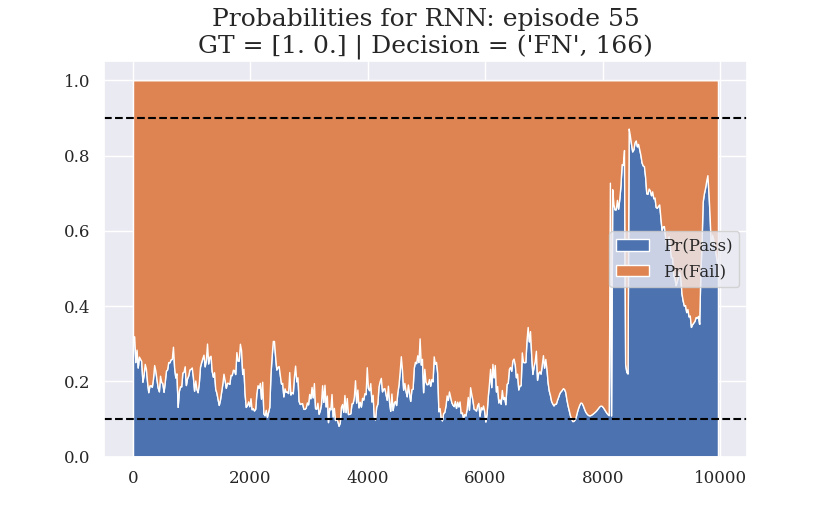 Probabilities for RNN: episode 55
GT = [1. 0.] | Decision = ('FN', 166)
1.0
0.8
0.6
0.4
0.2
0.0
Pr(Pass)
Pr(Fail)
0 2000 4000 6000 8000 10000